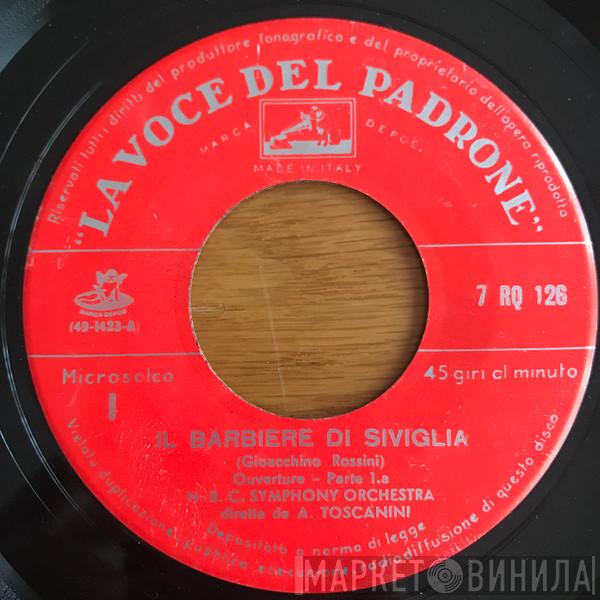 Riservati tutti i diritti del produttore fonografico e del proprietario dell'opera riprodotta
"LA VOCE DEL PADRONE"
MARCA DEPOS.
MADE IN ITALY
MARCA DEPOS
(49-1423-A)
7 RQ 126
Microsolco
45 giri al minuto
I
IL BARBIERE DI SIVIGLIA
(Gioacchino Rossini)
Ouverture - Parte 1.a
N. B. C. SYMPHONY ORCHESTRA
diretta da A. TOSCANINI
Depositato a norma di legge
Vietata duplicazione, pubblica esecuzione, radiodiffusione di questo disco
МАРКЕТ ВИНИЛА